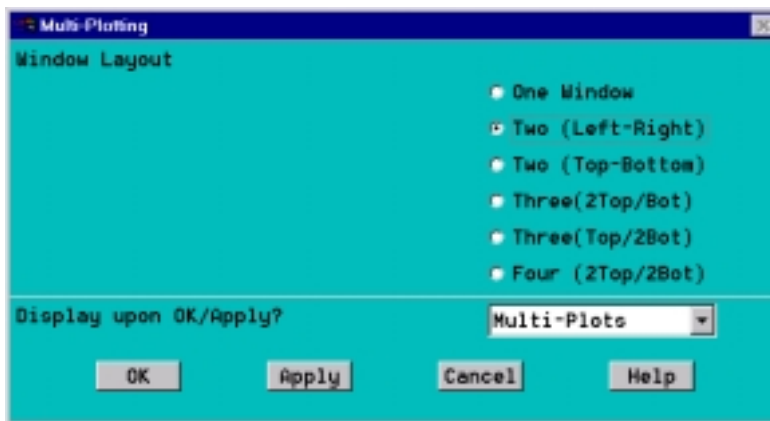 Multi-Plotting
Window Layout
One Window
Two (Left-Right)
Two (Top-Bottom)
Three(2Top/Bot)
Three(Top/2Bot)
Four (2Top/2Bot)
Display upon OK/Apply? Multi-Plots
OK Apply Cancel Help